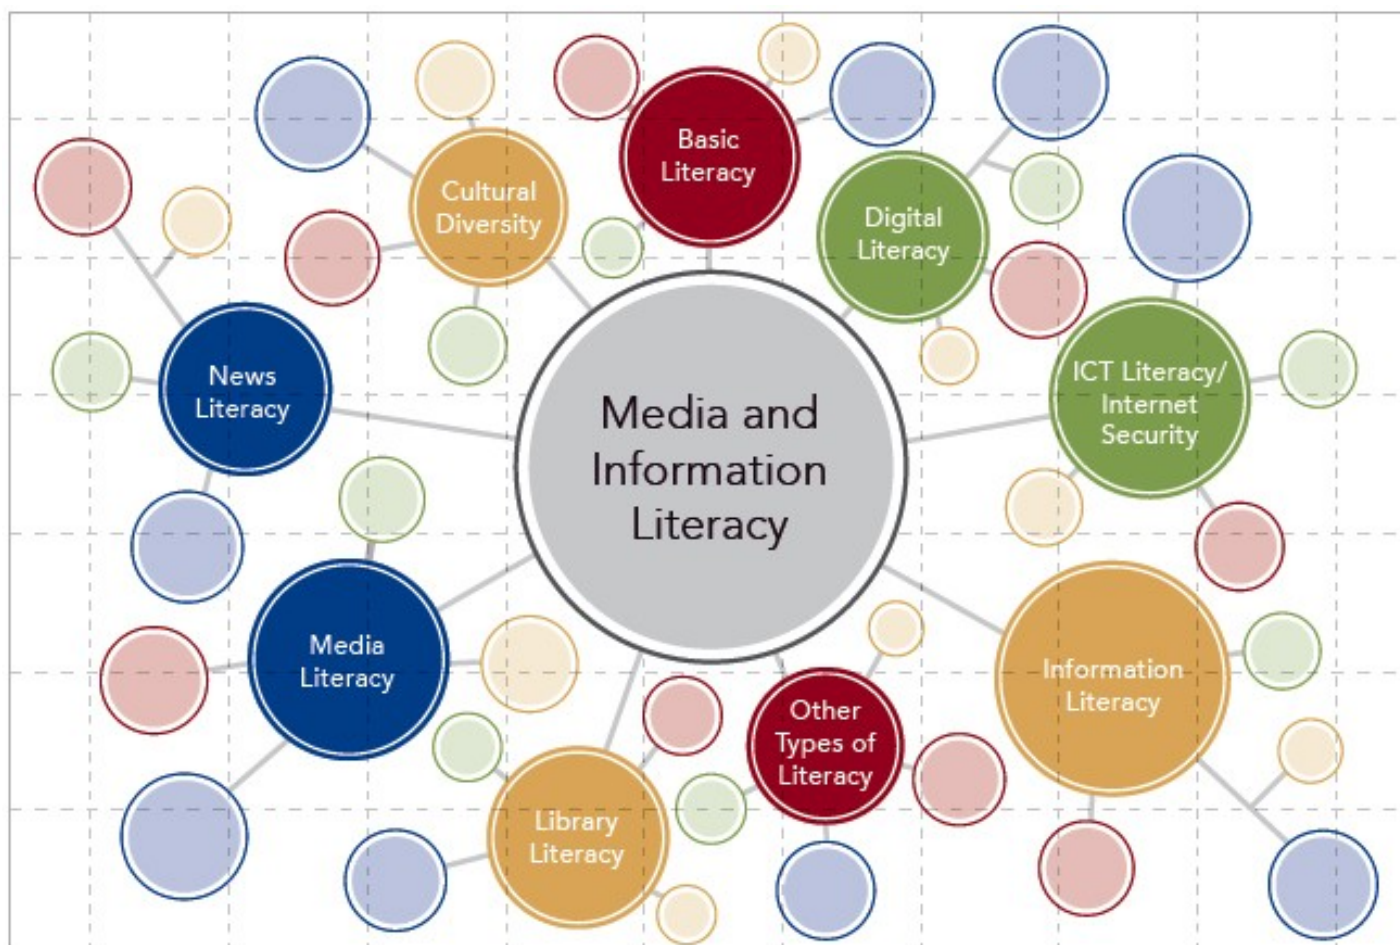 Basic
Literacy
Cultural
Diversity
Digital
Literacy
News
Literacy
Media and
Information
Literacy
ICT Literacy/
Internet
Security
Media
Literacy
Information
Literacy
Other
Types of
Literacy
Library
Literacy